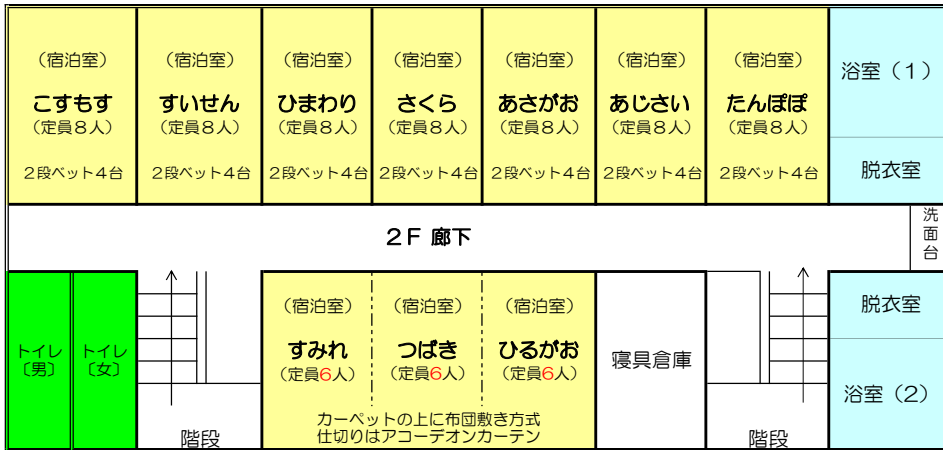 (宿泊室)
こすもす
(定員8人)
2段ベット4台
(宿泊室)
すいせん
(定員8人)
2段ベット4台
(宿泊室)
ひまわり
(定員8人)
2段ベット4台
(宿泊室)
さくら
(定員8人)
2段ベット4台
(宿泊室)
あさがお
(定員8人)
2段ベット4台
(宿泊室)
あじさい
(定員8人)
2段ベット4台
(宿泊室)
たんぽぽ
(定員8人)
2段ベット4台
浴室(1)
脱衣室
2F 廊下
洗面台
トイレ
〔男〕
トイレ
〔女〕
階段
(宿泊室)
すみれ
(定員6人)
(宿泊室)
つばき
(定員6人)
(宿泊室)
ひるがお
(定員6人)
カーペットの上に布団敷き方式
仕切りはアコーデオンカーテン
寝具倉庫
階段
脱衣室
浴室(2)